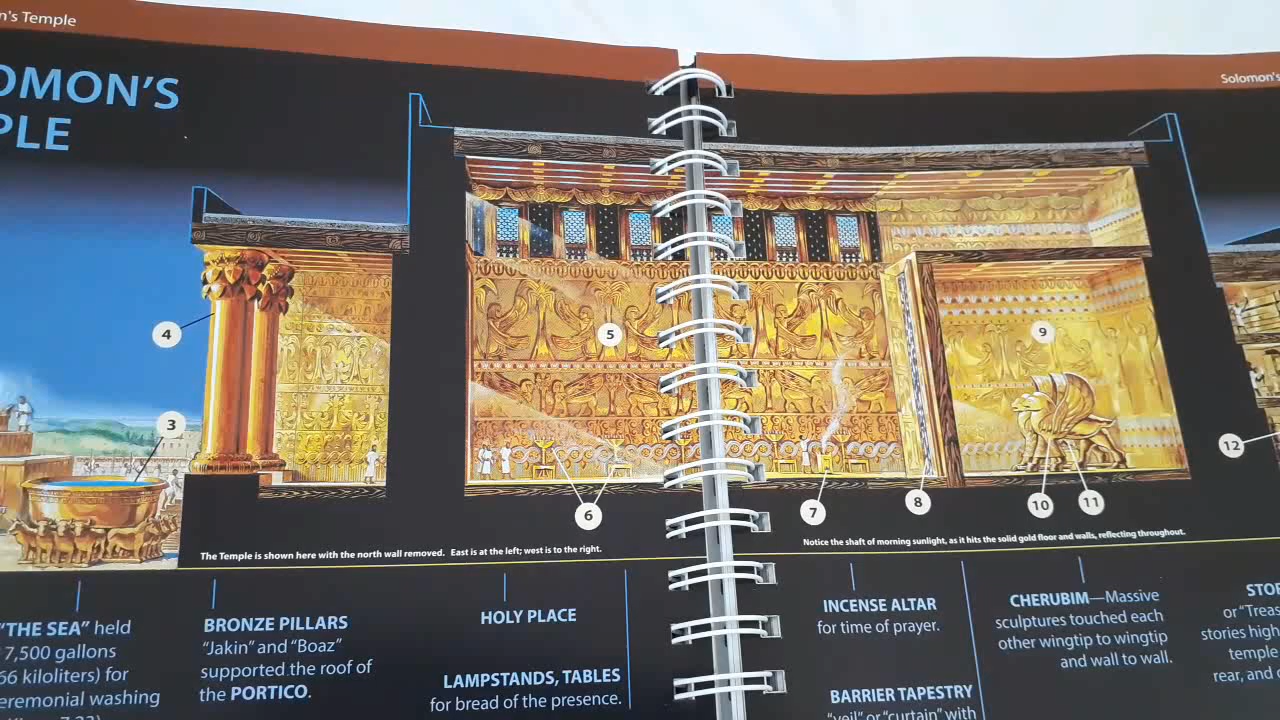 n's Temple
Solomon's
OMON'S
PLE
4
3
5
6
7
8
9
10
11
12
The Temple is shown here with the north wall removed. East is at the left; west is to the right.
Notice the shaft of morning sunlight, as it hits the solid gold floor and walls, reflecting throughout.
"THE SEA" held
7,500 gallons
66 kiloliters) for
eremonial washing
BRONZE PILLARS
"Jakin" and "Boaz"
supported the roof of
the PORTICO.
HOLY PLACE
LAMPSTANDS, TABLES
for bread of the presence.
INCENSE ALTAR
for time of prayer.
BARRIER TAPESTRY
"veil" or "curtain" with
CHERUBIM—Massive
sculptures touched each
other wingtip to wingtip
and wall to wall.
STO
or "Treas
stories high
temple
rear, and